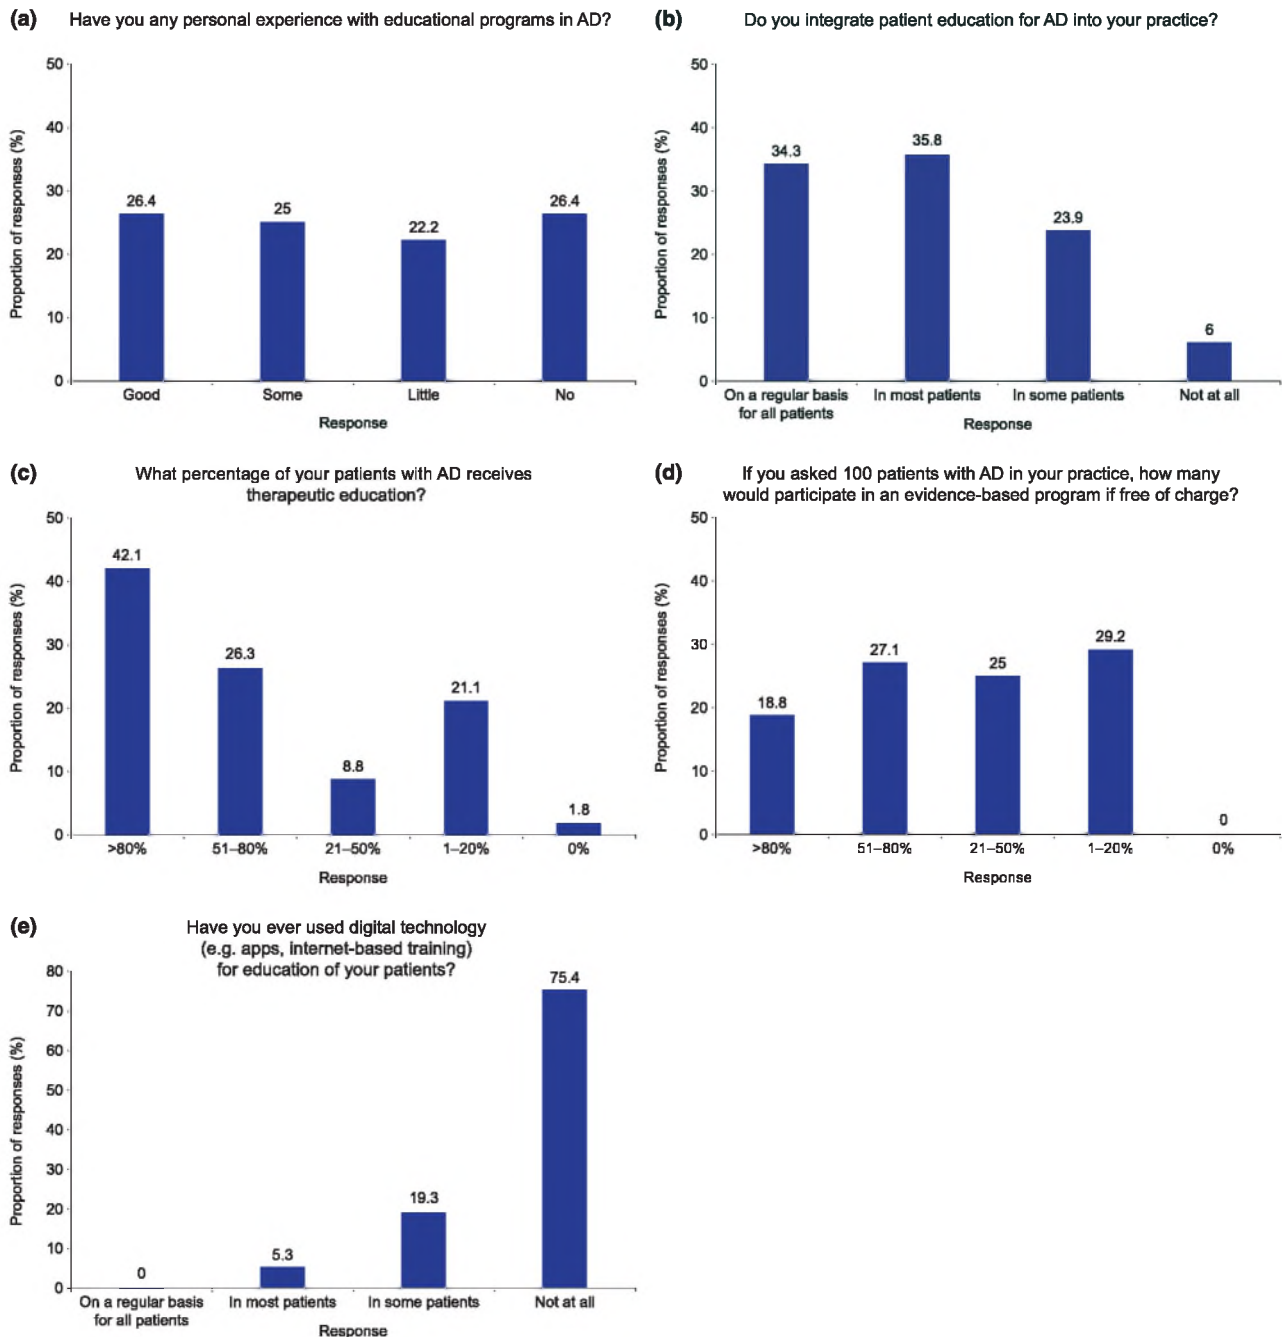 (a) Have you any personal experience with educational programs in AD?
Proportion of responses (%)
50
40
30
20
10
0
26.4
25
22.2
26.4
Good Some Little No
Response
(b) Do you integrate patient education for AD into your practice?
Proportion of responses (%)
50
40
30
20
10
0
34.3
35.8
23.9
6
On a regular basis for all patients
In most patients
In some patients
Not at all
Response
(c) What percentage of your patients with AD receives
therapeutic education?
Proportion of responses (%)
50
40
30
20
10
0
42.1
26.3
8.8
21.1
1.8
>80% 51–80% 21–50% 1–20% 0%
Response
(d) If you asked 100 patients with AD in your practice, how many
would participate in an evidence-based program if free of charge?
Proportion of responses (%)
50
40
30
20
10
0
18.8
27.1
25
29.2
0
>80% 51–80% 21–50% 1–20% 0%
Response
(e) Have you ever used digital technology
(e.g. apps, internet-based training)
for education of your patients?
Proportion of responses (%)
80
70
60
50
40
30
20
10
0
0
5.3
19.3
75.4
On a regular basis for all patients
In most patients
In some patients
Not at all
Response